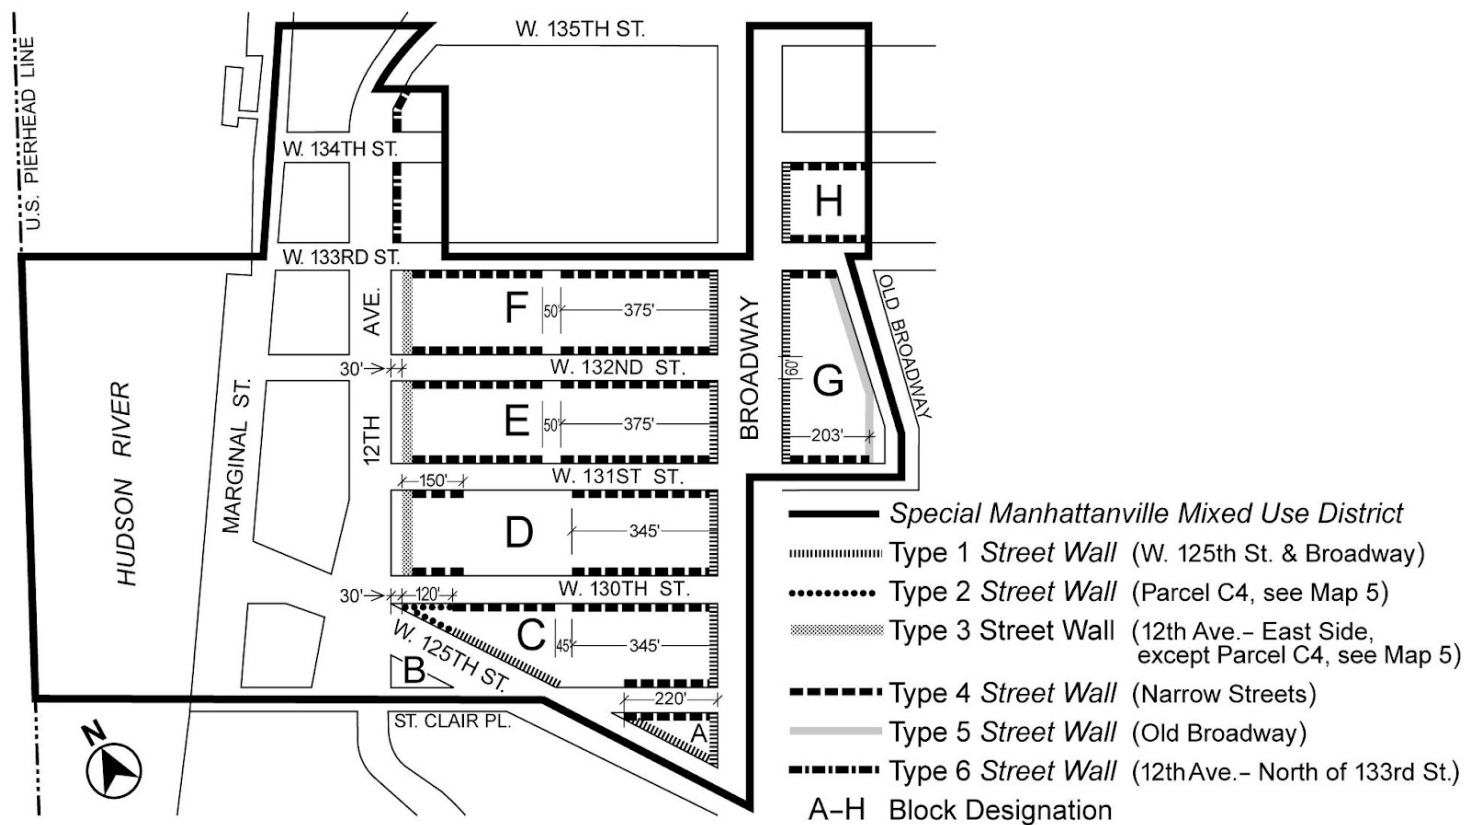 W. 135TH ST.
U.S. PIERHEAD LINE
W. 134TH ST.
H
W. 133RD ST.
OLD BROADWAY
AVE.
F
50'
375'
BROADWAY
30'
W. 132ND ST.
60'
G
HUDSON RIVER
MARGINAL ST.
12TH
E
50'
375'
203'
W. 131ST ST.
150'
D
345'
W. 130TH ST.
30'
120'
C
45'
345'
W. 125TH ST.
B
220'
ST. CLAIR PL.
A
N
Special Manhattanville Mixed Use District
Type 1 Street Wall (W. 125th St. & Broadway)
Type 2 Street Wall (Parcel C4, see Map 5)
Type 3 Street Wall (12th Ave.– East Side,
except Parcel C4, see Map 5)
Type 4 Street Wall (Narrow Streets)
Type 5 Street Wall (Old Broadway)
Type 6 Street Wall (12th Ave.– North of 133rd St.)
A–H Block Designation